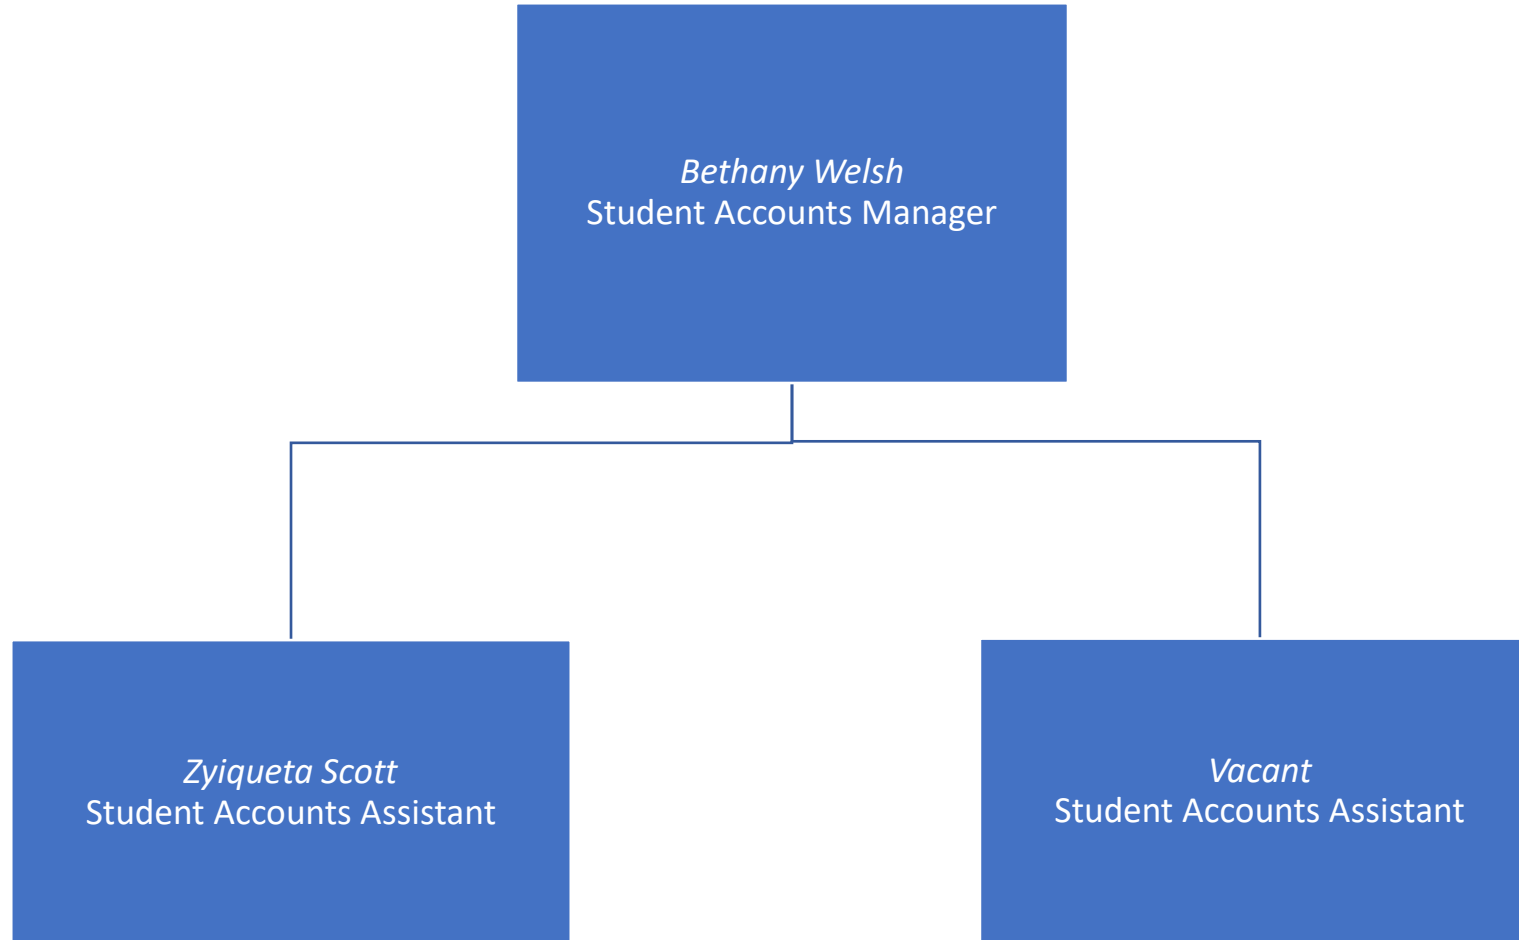 Bethany Welsh
Student Accounts Manager
Zyiqueta Scott
Student Accounts Assistant
Vacant
Student Accounts Assistant